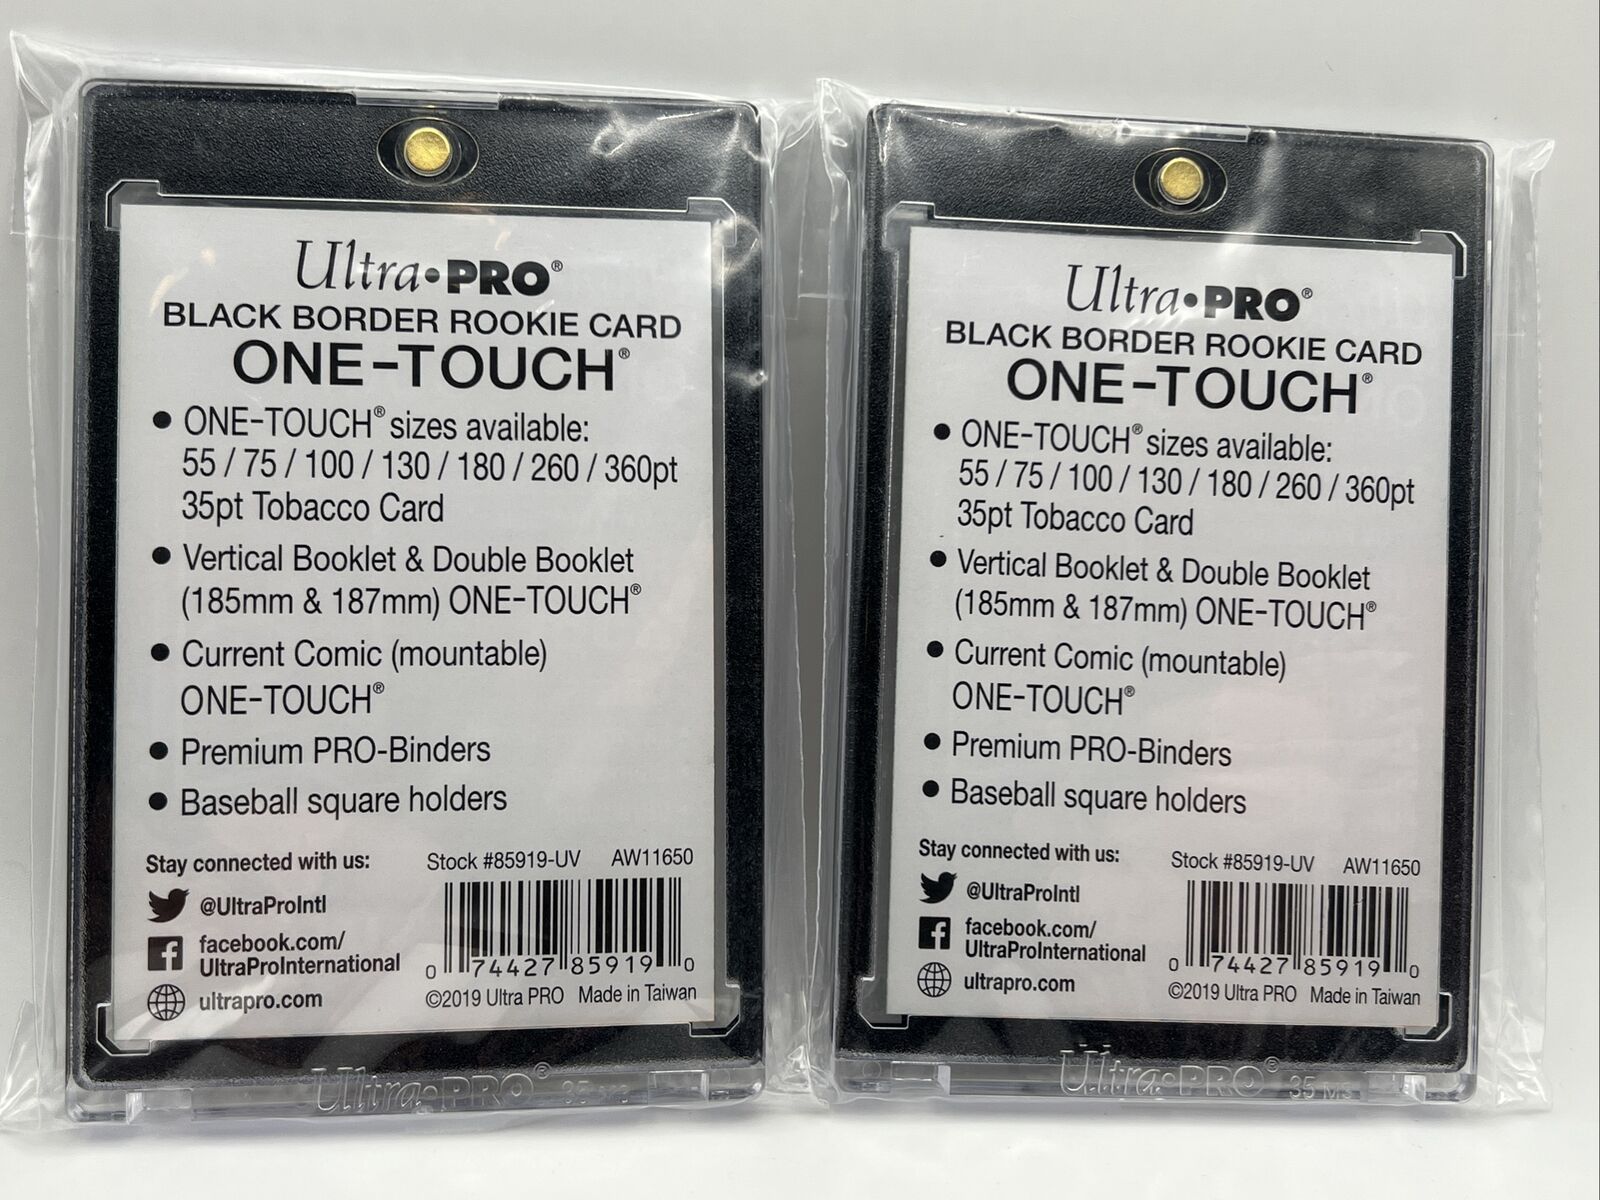 Ultra•PRO®
BLACK BORDER ROOKIE CARD
ONE-TOUCH®
• ONE-TOUCH® sizes available:
55 / 75 / 100 / 130 / 180 / 260 / 360pt
35pt Tobacco Card
• Vertical Booklet & Double Booklet
(185mm & 187mm) ONE-TOUCH®
• Current Comic (mountable)
ONE-TOUCH®
• Premium PRO-Binders
• Baseball square holders
Stay connected with us:
@UltraProIntl
facebook.com/
UltraProInternational
ultrapro.com
Stock #85919-UV AW11650
0 74427 85919 0
©2019 Ultra PRO Made in Taiwan
Ultra•PRO® 35
Ultra•PRO®
BLACK BORDER ROOKIE CARD
ONE-TOUCH®
• ONE-TOUCH® sizes available:
55 / 75 / 100 / 130 / 180 / 260 / 360pt
35pt Tobacco Card
• Vertical Booklet & Double Booklet
(185mm & 187mm) ONE-TOUCH®
• Current Comic (mountable)
ONE-TOUCH®
• Premium PRO-Binders
• Baseball square holders
Stay connected with us:
@UltraProIntl
facebook.com/
UltraProInternational
ultrapro.com
Stock #85919-UV AW11650
0 74427 85919 0
©2019 Ultra PRO Made in Taiwan
Ultra•PRO® 35